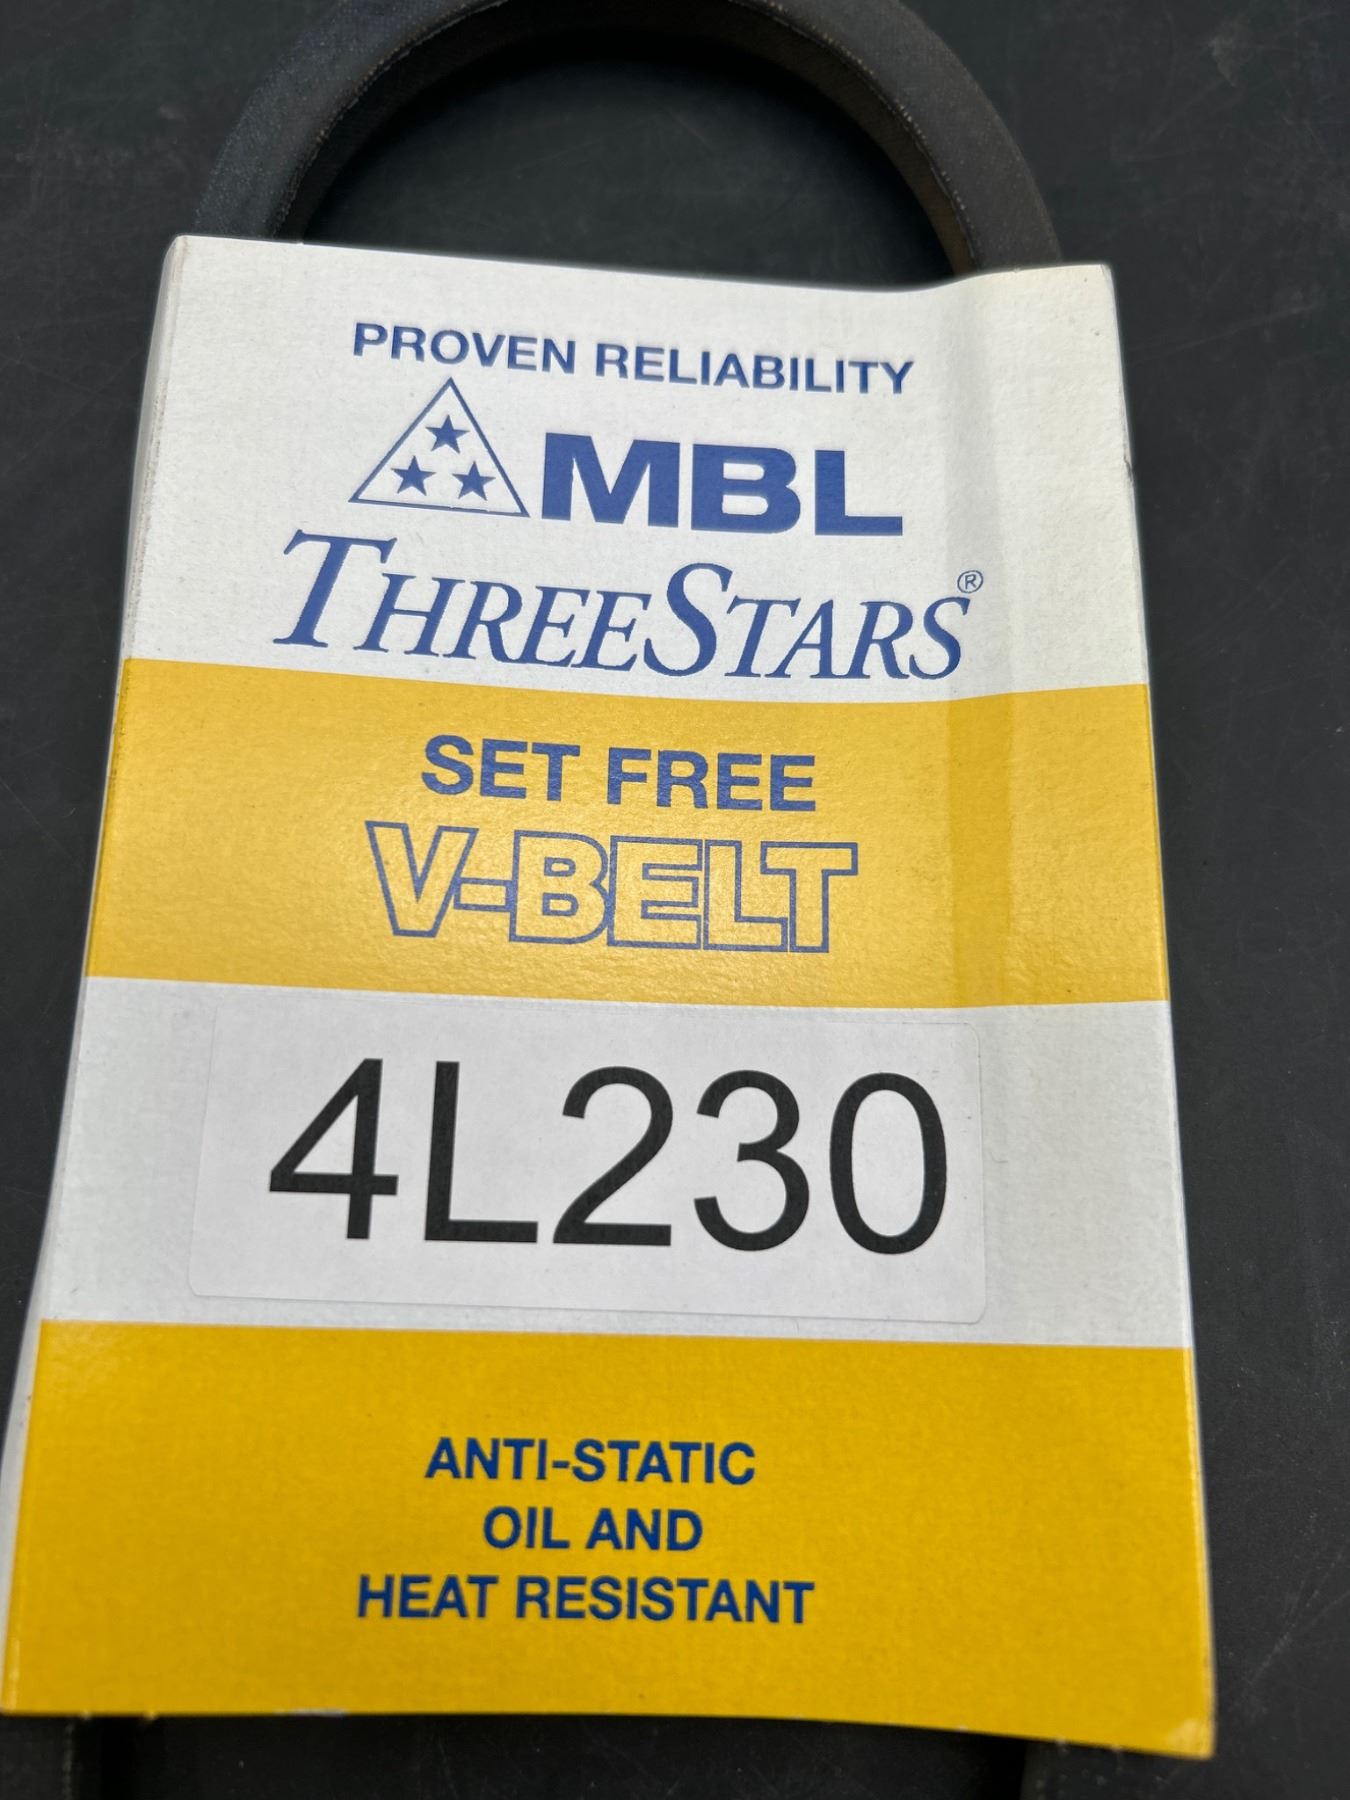 PROVEN RELIABILITY
MBL
THREESTARS®
SET FREE
V-BELT
4L230
ANTI-STATIC
OIL AND
HEAT RESISTANT